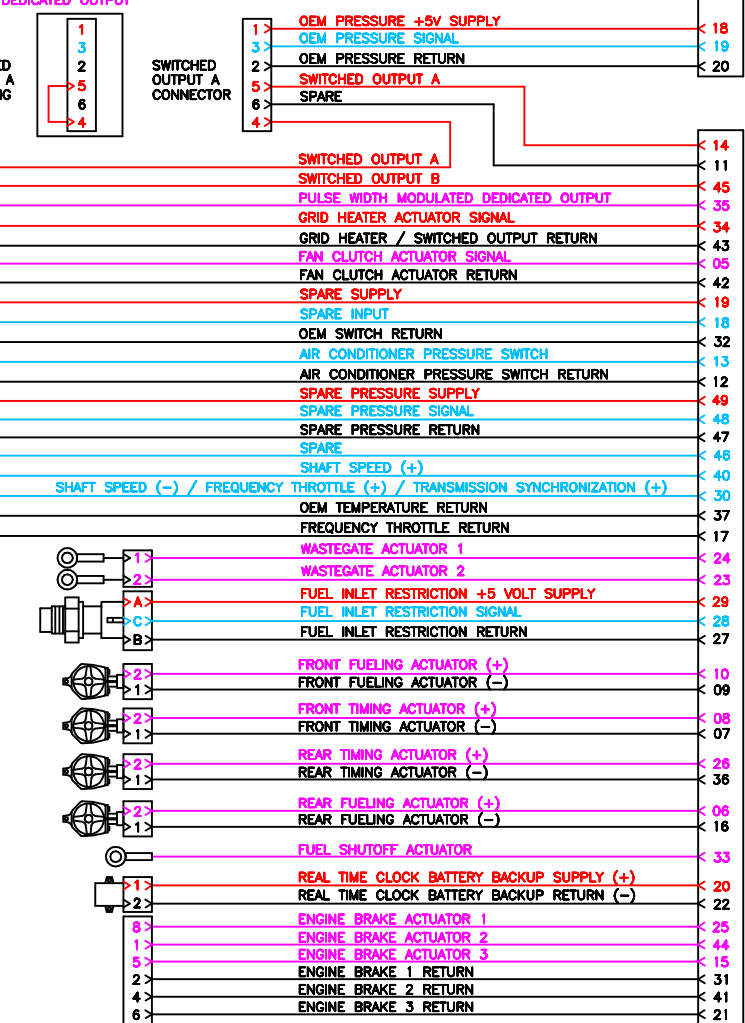 DEDICATED OUTPUT
1
3
2
5
6
4
SWITCHED
OUTPUT A
CONNECTOR
1 OEM PRESSURE +5V SUPPLY 18
3 OEM PRESSURE SIGNAL 19
2 OEM PRESSURE RETURN 20
5 SWITCHED OUTPUT A
6 SPARE
4
14
11
SWITCHED OUTPUT A
SWITCHED OUTPUT B 45
PULSE WIDTH MODULATED DEDICATED OUTPUT 35
GRID HEATER ACTUATOR SIGNAL 34
GRID HEATER / SWITCHED OUTPUT RETURN 43
FAN CLUTCH ACTUATOR SIGNAL 05
FAN CLUTCH ACTUATOR RETURN 42
SPARE SUPPLY 19
SPARE INPUT 18
OEM SWITCH RETURN 32
AIR CONDITIONER PRESSURE SWITCH 13
AIR CONDITIONER PRESSURE SWITCH RETURN 12
SPARE PRESSURE SUPPLY 49
SPARE PRESSURE SIGNAL 48
SPARE PRESSURE RETURN 47
SPARE 46
SHAFT SPEED (+) 40
SHAFT SPEED (-) / FREQUENCY THROTTLE (+) / TRANSMISSION SYNCHRONIZATION (+) 30
OEM TEMPERATURE RETURN 37
FREQUENCY THROTTLE RETURN 17
1 WASTEGATE ACTUATOR 1 24
2 WASTEGATE ACTUATOR 2 23
A FUEL INLET RESTRICTION +5 VOLT SUPPLY 29
C FUEL INLET RESTRICTION SIGNAL 28
B FUEL INLET RESTRICTION RETURN 27
2 FRONT FUELING ACTUATOR (+) 10
1 FRONT FUELING ACTUATOR (-) 09
2 FRONT TIMING ACTUATOR (+) 08
1 FRONT TIMING ACTUATOR (-) 07
2 REAR TIMING ACTUATOR (+) 26
1 REAR TIMING ACTUATOR (-) 36
2 REAR FUELING ACTUATOR (+) 06
1 REAR FUELING ACTUATOR (-) 16
FUEL SHUTOFF ACTUATOR 33
1 REAL TIME CLOCK BATTERY BACKUP SUPPLY (+) 20
2 REAL TIME CLOCK BATTERY BACKUP RETURN (-) 22
8 ENGINE BRAKE ACTUATOR 1 25
1 ENGINE BRAKE ACTUATOR 2 44
5 ENGINE BRAKE ACTUATOR 3 15
2 ENGINE BRAKE 1 RETURN 31
4 ENGINE BRAKE 2 RETURN 41
6 ENGINE BRAKE 3 RETURN 21